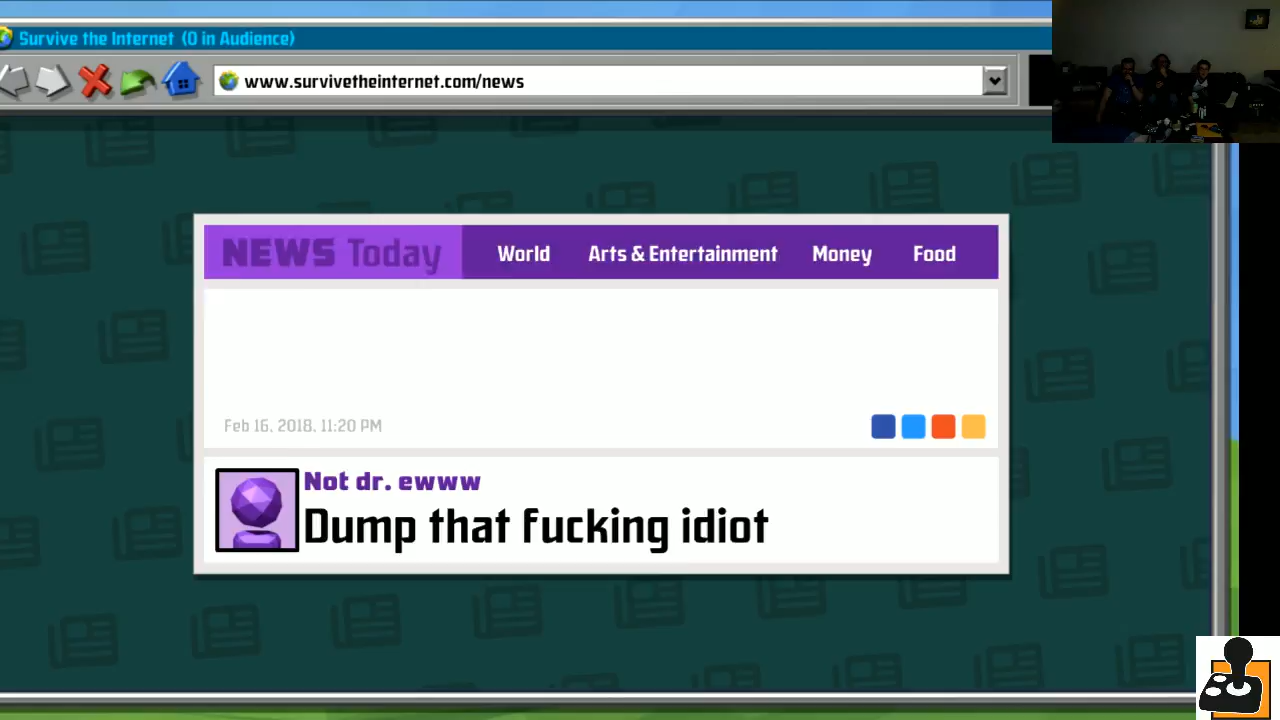 Survive the Internet (0 in Audience)
www.survivetheinternet.com/news
NEWS Today World Arts & Entertainment Money Food
Feb 16, 2018, 11:20 PM
Not dr. ewww
Dump that fucking idiot